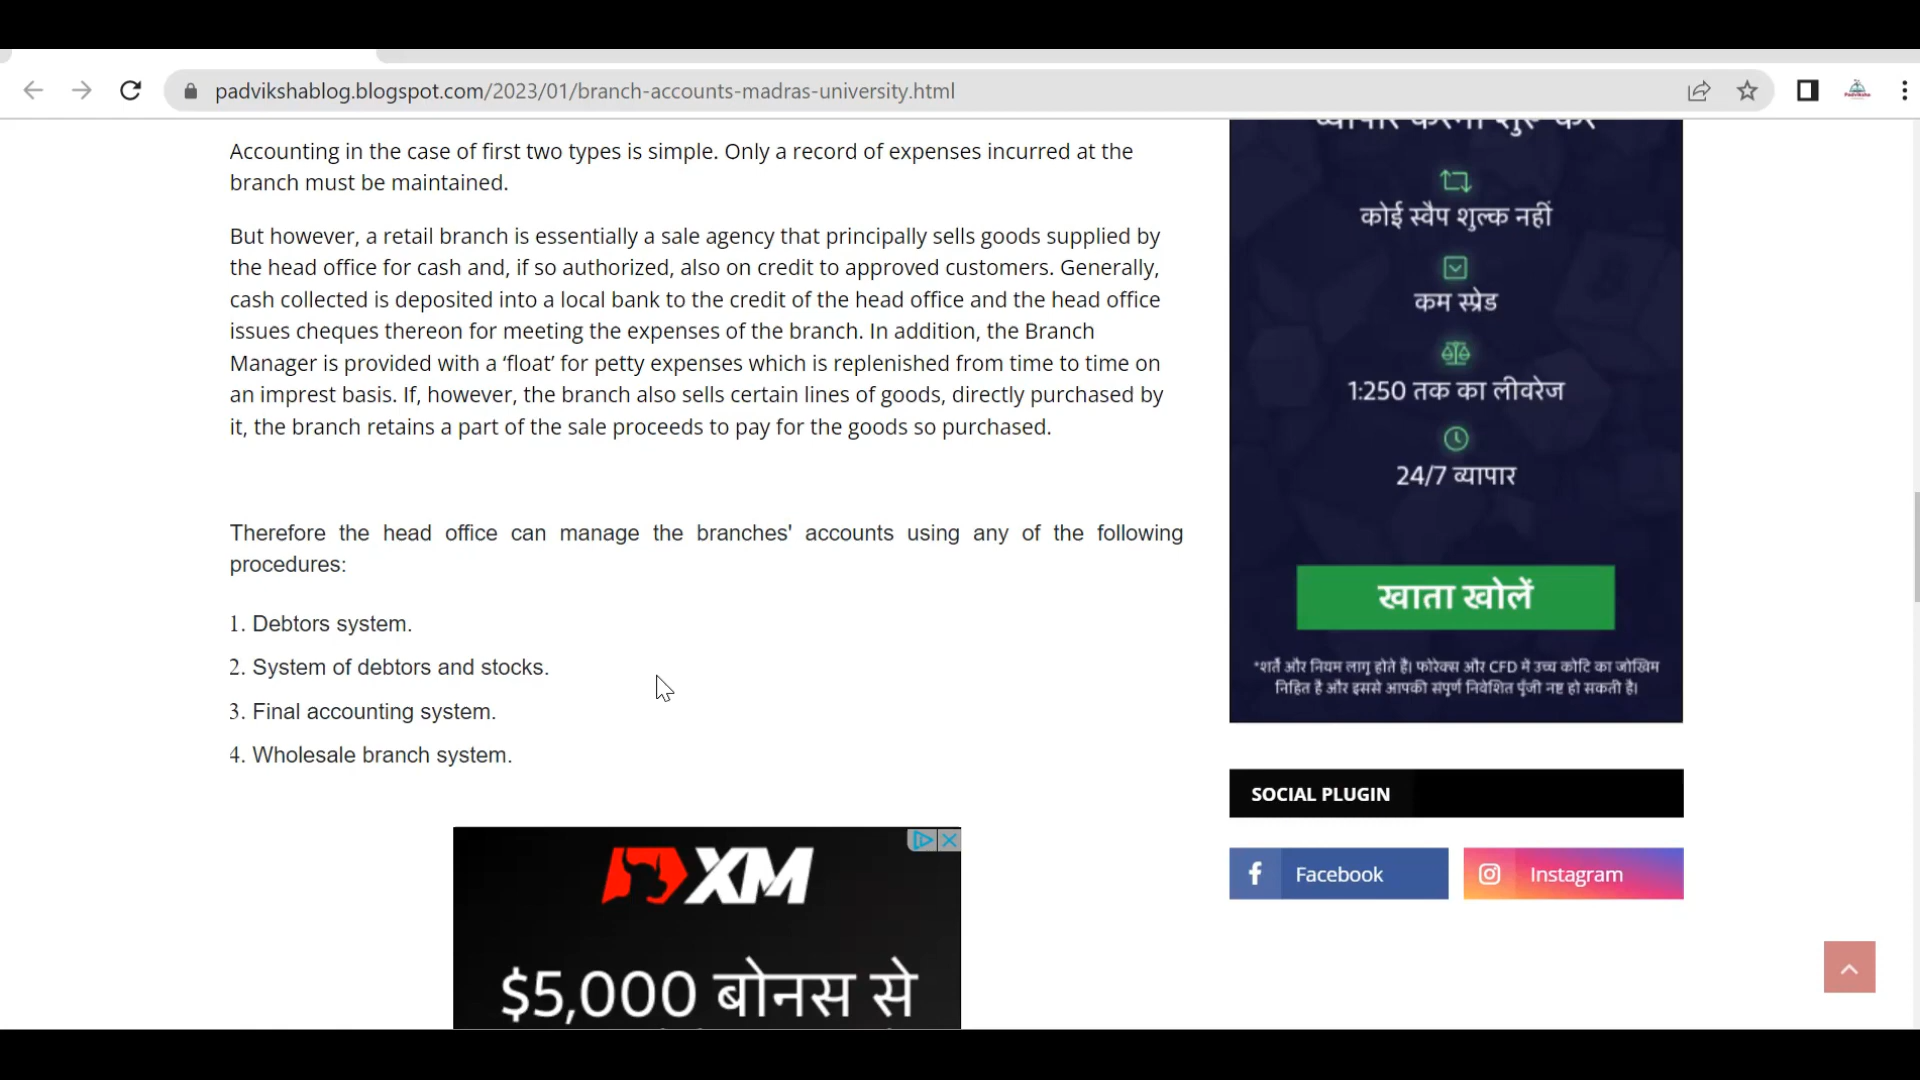 padvikshablog.blogspot.com/2023/01/branch-accounts-madras-university.html
Accounting in the case of first two types is simple. Only a record of expenses incurred at the
branch must be maintained.
But however, a retail branch is essentially a sale agency that principally sells goods supplied by
the head office for cash and, if so authorized, also on credit to approved customers. Generally,
cash collected is deposited into a local bank to the credit of the head office and the head office
issues cheques thereon for meeting the expenses of the branch. In addition, the Branch
Manager is provided with a ‘float’ for petty expenses which is replenished from time to time on
an imprest basis. If, however, the branch also sells certain lines of goods, directly purchased by
it, the branch retains a part of the sale proceeds to pay for the goods so purchased.
Therefore the head office can manage the branches' accounts using any of the following
procedures:
1. Debtors system.
2. System of debtors and stocks.
3. Final accounting system.
4. Wholesale branch system.
XM
$5,000 बोनस से
व्यापार करना शुरू करें
कोई स्वैप शुल्क नहीं
कम स्प्रेड
1:250 तक का लीवरेज
24/7 व्यापार
खाता खोलें
*शर्तें और नियम लागू होते हैं। फोरेक्स और CFD में उच्च कोटि का जोखिम
निहित है और इससे आपकी संपूर्ण निवेशित पूँजी नष्ट हो सकती है।
SOCIAL PLUGIN
Facebook
Instagram